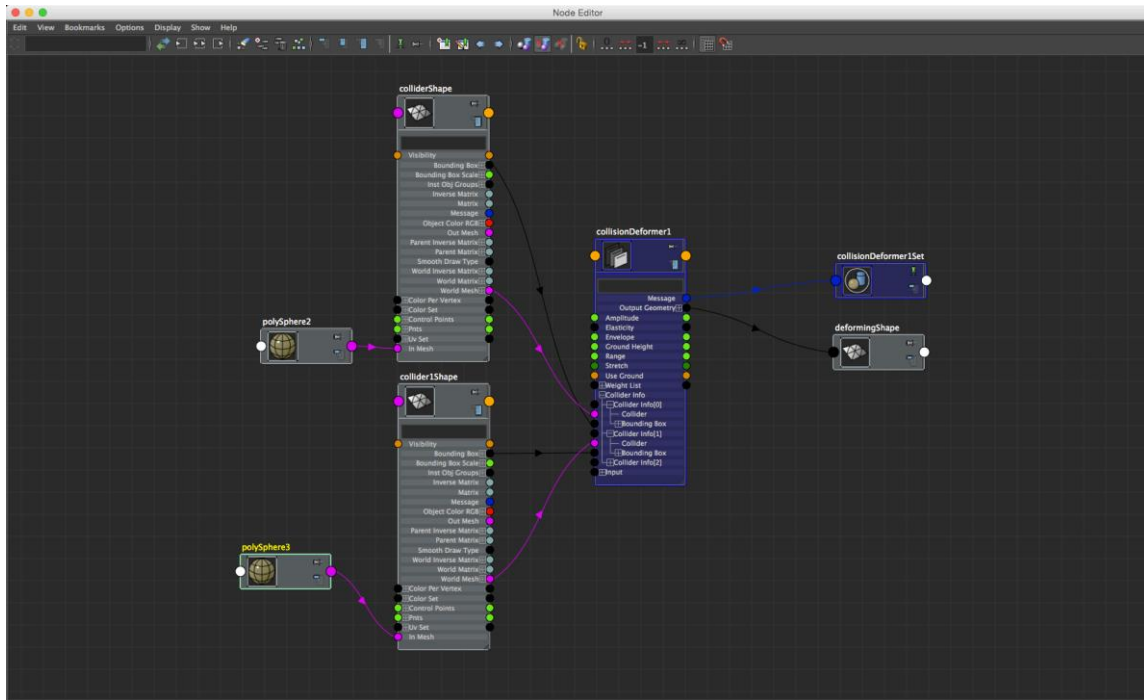 Node Editor
Edit View Bookmarks Options Display Show Help
-1
colliderShape
Visibility
Bounding Box
Bounding Box Scale
Inst Obj Groups
Inverse Matrix
Matrix
Message
Object Color RGB
Out Mesh
Parent Inverse Matrix
Parent Matrix
Smooth Draw Type
World Inverse Matrix
World Matrix
World Mesh
Color Per Vertex
Color Set
Control Points
Pnts
Uv Set
In Mesh
polySphere2
collider1Shape
Visibility
Bounding Box
Bounding Box Scale
Inst Obj Groups
Inverse Matrix
Matrix
Message
Object Color RGB
Out Mesh
Parent Inverse Matrix
Parent Matrix
Smooth Draw Type
World Inverse Matrix
World Matrix
World Mesh
Color Per Vertex
Color Set
Control Points
Pnts
Uv Set
In Mesh
polySphere3
collisionDeformer1
Message
Output Geometry
Amplitude
Elasticity
Envelope
Ground Height
Range
Stretch
Use Ground
Weight List
Collider Info
Collider Info[0]
Collider
Bounding Box
Collider Info[1]
Collider
Bounding Box
Collider Info[2]
Input
collisionDeformer1Set
deformingShape